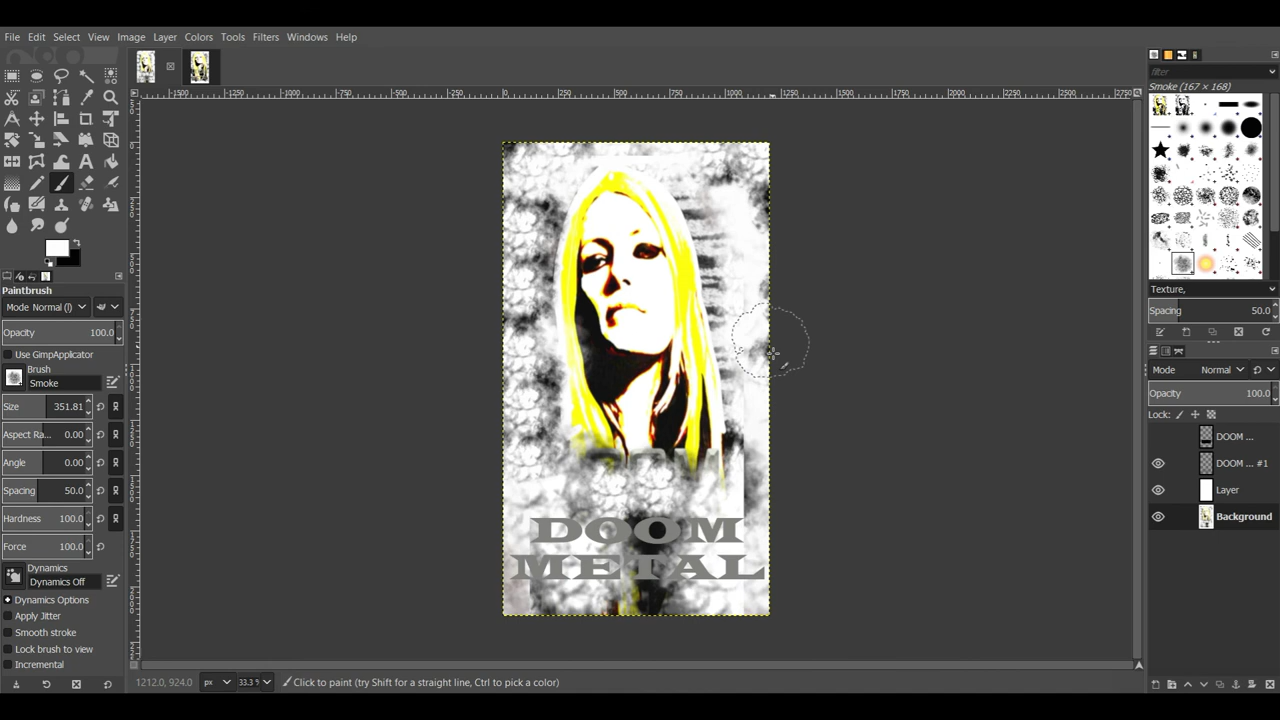 File Edit Select View Image Layer Colors Tools Filters Windows Help
filter
Smoke (167 × 168)
Paintbrush
Mode Normal (l)
Opacity 100.0
Use GimpApplicator
Brush
Smoke
Size 351.81
Aspect Ra... 0.00
Angle 0.00
Spacing 50.0
Hardness 100.0
Force 100.0
Dynamics
Dynamics Off
Dynamics Options
Apply Jitter
Smooth stroke
Lock brush to view
Incremental
DOOM
METAL
Texture,
Spacing 50.0
Mode Normal
Opacity 100.0
Lock:
DOOM ...
DOOM ... #1
Layer
Background
1212.0, 924.0 px 33.3 % Click to paint (try Shift for a straight line, Ctrl to pick a color)